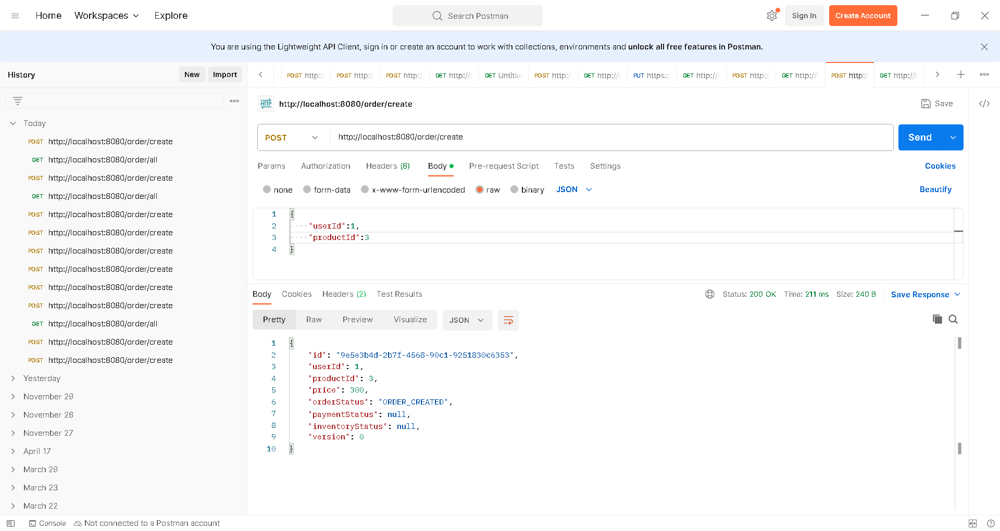 Home Workspaces Explore Search Postman Sign In Create Account
You are using the Lightweight API Client, sign in or create an account to work with collections, environments and unlock all free features in Postman.
History New Import
POST http:/ POST http:/ POST http:/ GET http://l GET Untitle POST http:/ GET http://l PUT https:/ GET http://l POST http:/ GET http://l POST http:/ GET http://l
HTTP http://localhost:8080/order/create Save </>
Today
POST http://localhost:8080/order/create
GET http://localhost:8080/order/all
POST http://localhost:8080/order/create
GET http://localhost:8080/order/all
POST http://localhost:8080/order/create
POST http://localhost:8080/order/create
POST http://localhost:8080/order/create
POST http://localhost:8080/order/create
POST http://localhost:8080/order/create
POST http://localhost:8080/order/create
GET http://localhost:8080/order/all
POST http://localhost:8080/order/create
POST http://localhost:8080/order/create
Yesterday
November 29
November 28
November 27
April 17
March 29
March 23
March 22
POST http://localhost:8080/order/create Send
Params Authorization Headers (8) Body Pre-request Script Tests Settings Cookies
none form-data x-www-form-urlencoded raw binary JSON Beautify
1 {
2 ····"userId":1,
3 ····"productId":3
4 }
Body Cookies Headers (2) Test Results Status: 200 OK Time: 211 ms Size: 240 B Save Response
Pretty Raw Preview Visualize JSON
1 {
2 "id": "9e5e3b4d-2b7f-4568-90c1-9251830c6353",
3 "userId": 1,
4 "productId": 3,
5 "price": 300,
6 "orderStatus": "ORDER_CREATED",
7 "paymentStatus": null,
8 "inventoryStatus": null,
9 "version": 0
10 }
Console Not connected to a Postman account